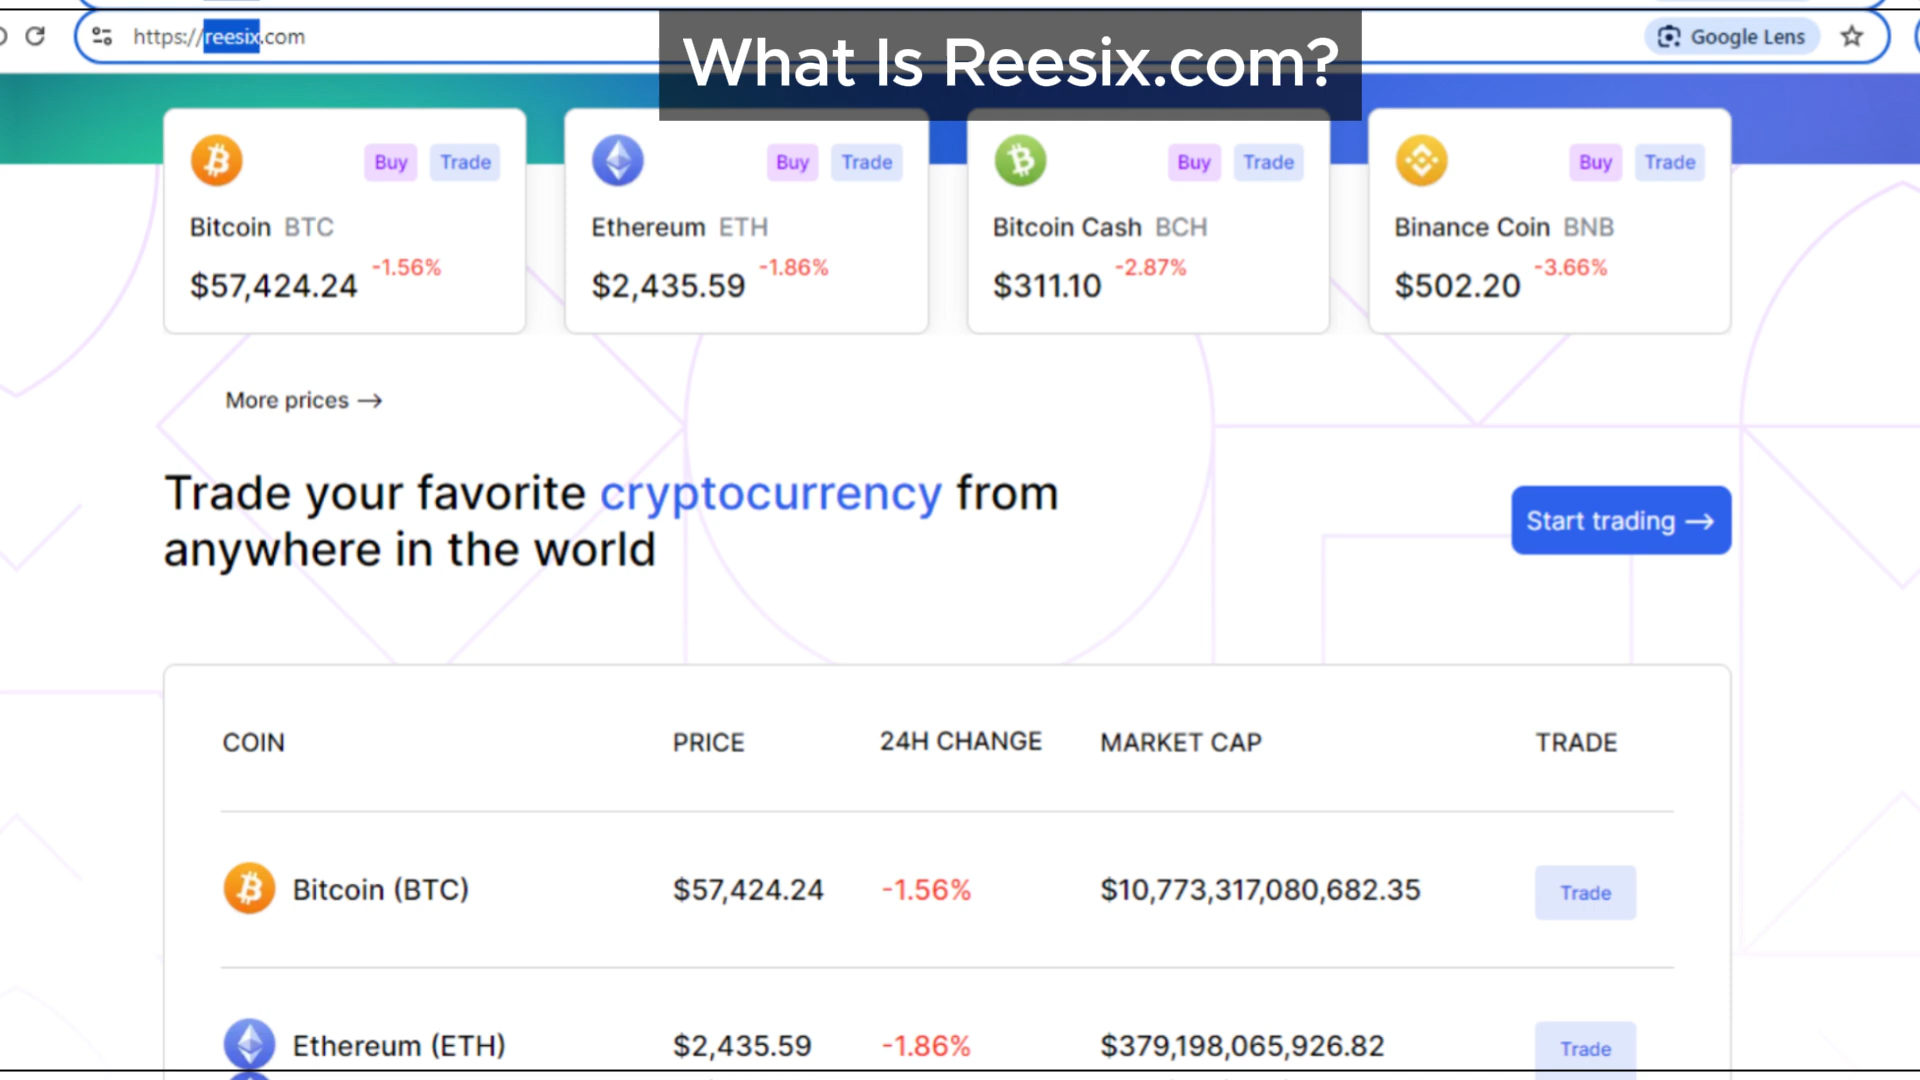 https://reesix.com
Google Lens
What Is Reesix.com?
Buy Trade
Bitcoin BTC
$57,424.24 -1.56%
Buy Trade
Ethereum ETH
$2,435.59 -1.86%
Buy Trade
Bitcoin Cash BCH
$311.10 -2.87%
Buy Trade
Binance Coin BNB
$502.20 -3.66%
More prices →
Trade your favorite cryptocurrency from
anywhere in the world
Start trading →
COIN PRICE 24H CHANGE MARKET CAP TRADE
Bitcoin (BTC) $57,424.24 -1.56% $10,773,317,080,682.35 Trade
Ethereum (ETH) $2,435.59 -1.86% $379,198,065,926.82 Trade